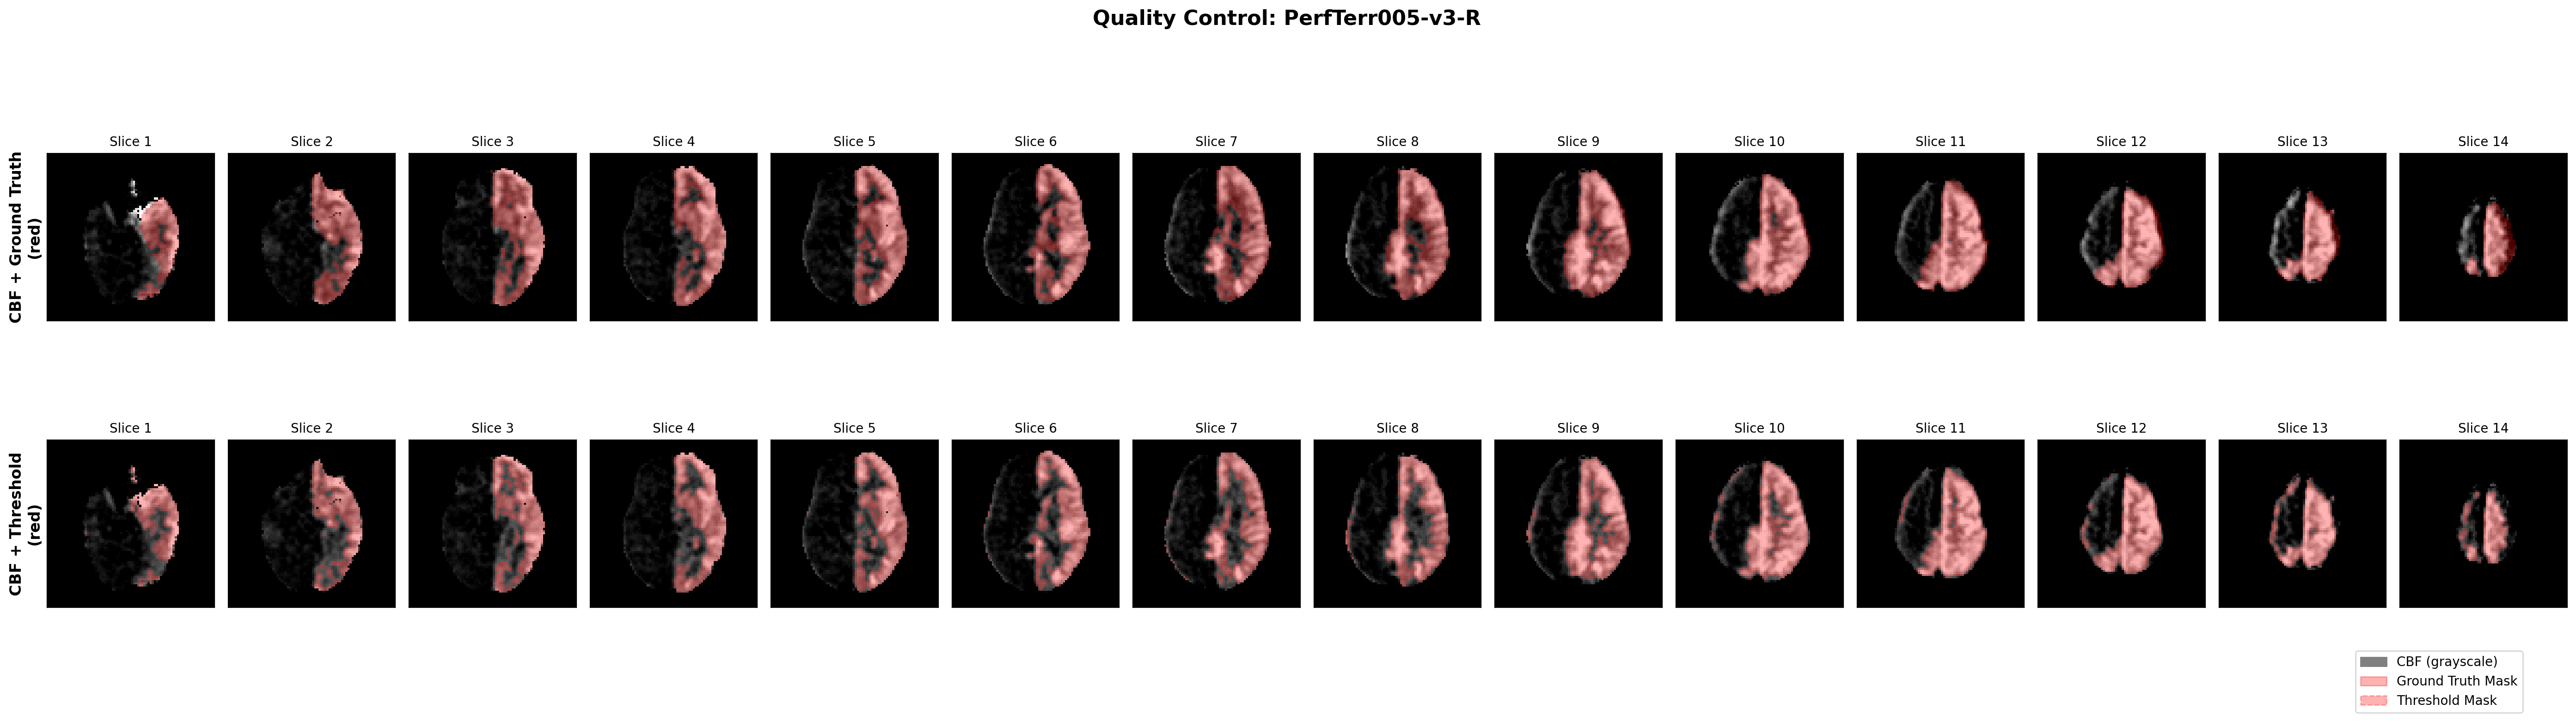 Quality Control: PerfTerr005-v3-R
CBF + Ground Truth
(red)
Slice 1
Slice 2
Slice 3
Slice 4
Slice 5
Slice 6
Slice 7
Slice 8
Slice 9
Slice 10
Slice 11
Slice 12
Slice 13
Slice 14
CBF + Threshold
(red)
Slice 1
Slice 2
Slice 3
Slice 4
Slice 5
Slice 6
Slice 7
Slice 8
Slice 9
Slice 10
Slice 11
Slice 12
Slice 13
Slice 14
CBF (grayscale)
Ground Truth Mask
Threshold Mask